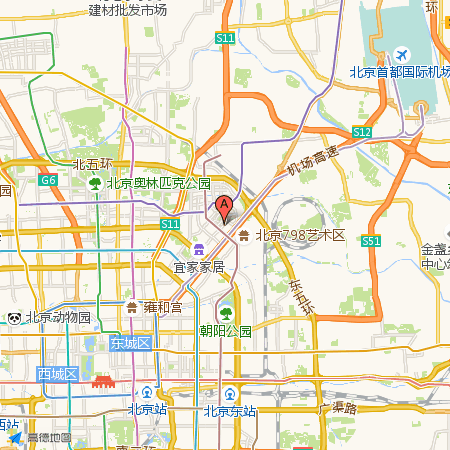 建材批发市场
S11
环
北京首都国际机场
S12
机场高速
北五环
G6
北京奥林匹克公园
园
A
S11
北京798艺术区
S51
金盏
中心
宜家家居
东五环
雍和宫
北京动物园
朝阳公园
东城区
西城区
北京站
北京东站
广渠路
西站
高德地图